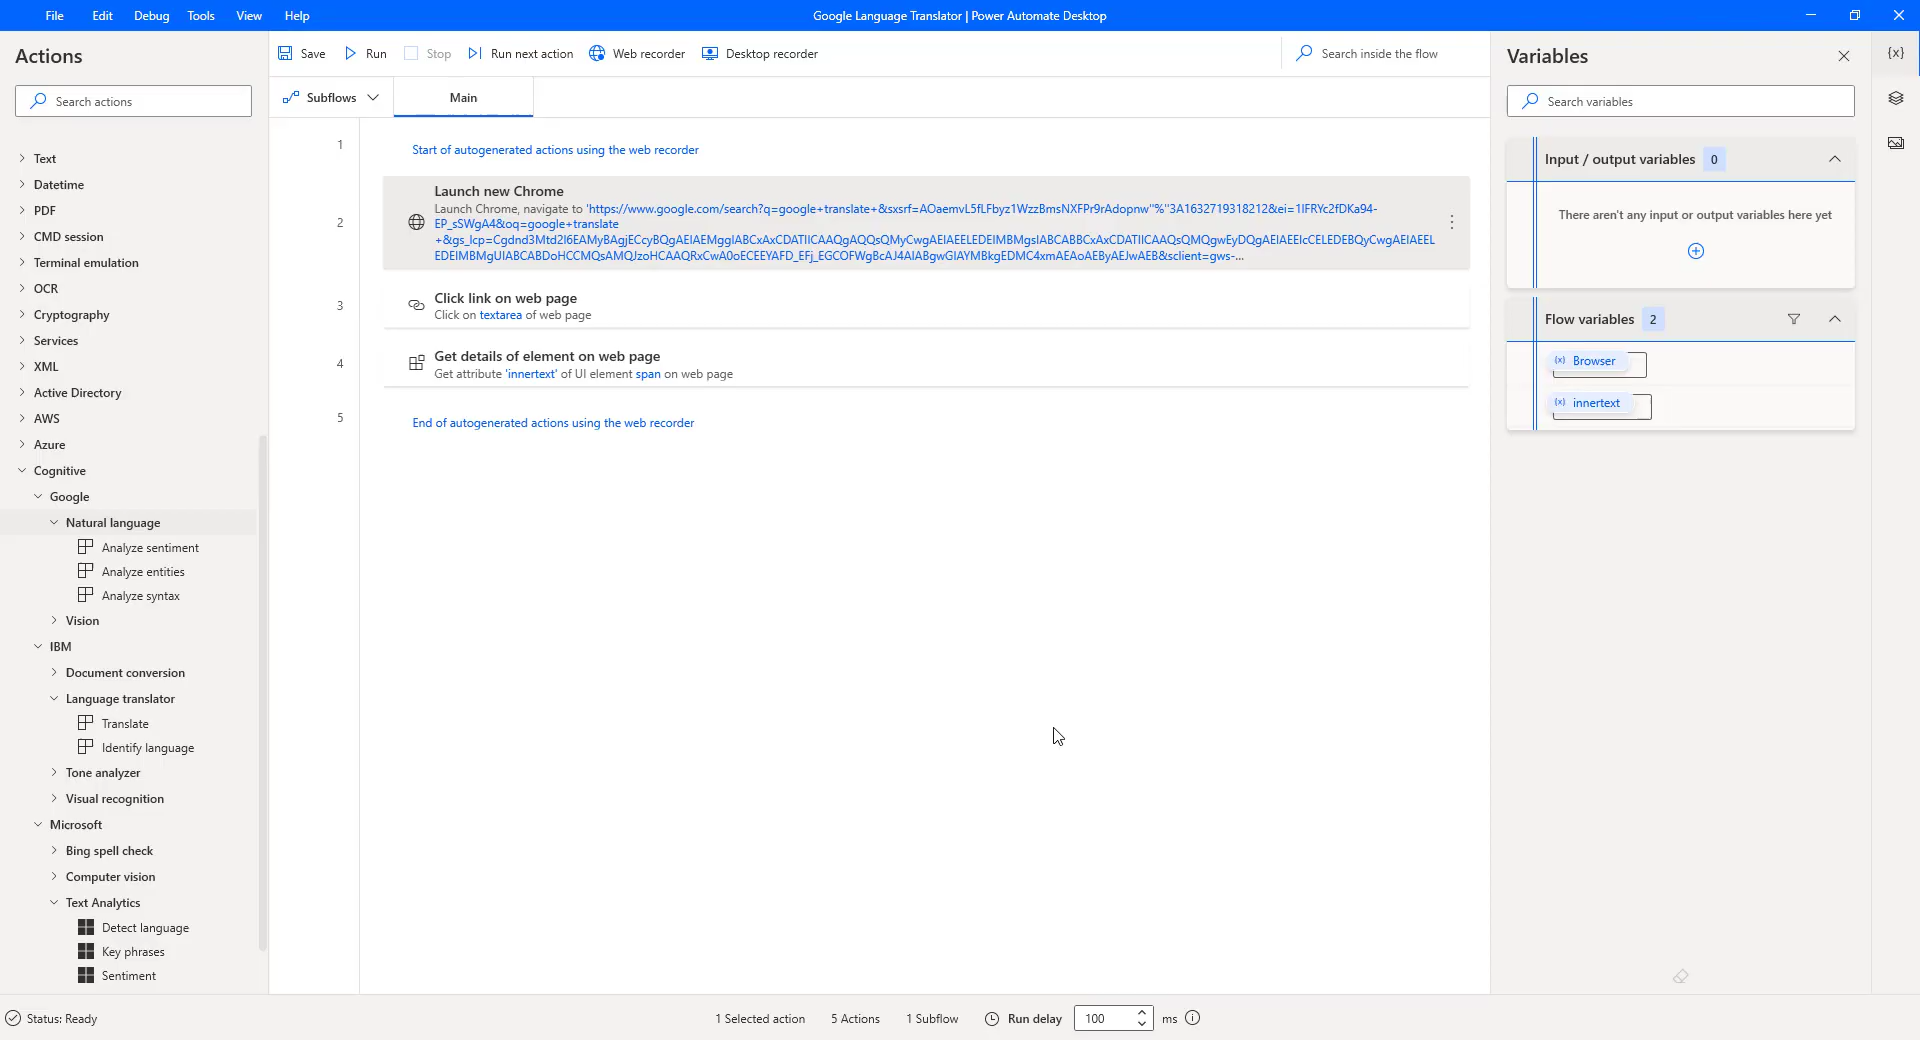 File Edit Debug Tools View Help
Google Language Translator | Power Automate Desktop
Actions
Search actions
Text
Datetime
PDF
CMD session
Terminal emulation
OCR
Cryptography
Services
XML
Active Directory
AWS
Azure
Cognitive
Google
Natural language
Analyze sentiment
Analyze entities
Analyze syntax
Vision
IBM
Document conversion
Language translator
Translate
Identify language
Tone analyzer
Visual recognition
Microsoft
Bing spell check
Computer vision
Text Analytics
Detect language
Key phrases
Sentiment
Save Run Stop Run next action Web recorder Desktop recorder
Search inside the flow
Subflows Main
1 Start of autogenerated actions using the web recorder
2 Launch new Chrome
Launch Chrome, navigate to 'https://www.google.com/search?q=google+translate+&sxsrf=AOaemvL5fLFbyz1WzzBmsNXFPr9rAdopnw"%"3A1632719318212&ei=1lFRYc2fDKa94-
EP_sSWgA4&oq=google+translate
3 Click link on web page
Click on textarea of web page
4 Get details of element on web page
Get attribute 'innertext' of UI element span on web page
5 End of autogenerated actions using the web recorder
Variables
{x}
Search variables
Input / output variables 0
There aren't any input or output variables here yet
Flow variables 2
(x) Browser
(x) innertext
Status: Ready 1 Selected action 5 Actions 1 Subflow Run delay 100 ms